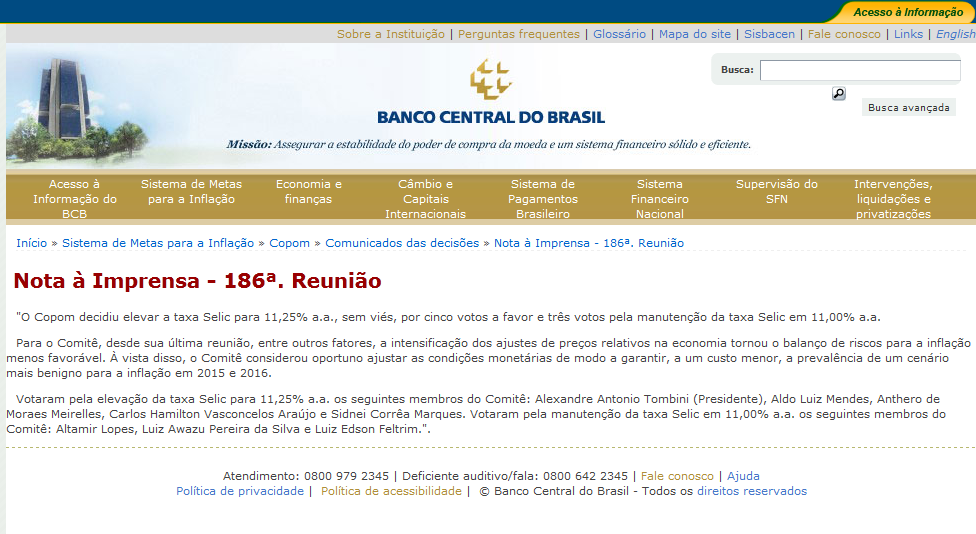 Acesso à Informação
Sobre a Instituição | Perguntas frequentes | Glossário | Mapa do site | Sisbacen | Fale conosco | Links | English
Busca:
Busca avançada
BANCO CENTRAL DO BRASIL
Missão: Assegurar a estabilidade do poder de compra da moeda e um sistema financeiro sólido e eficiente.
Acesso à
Informação do
BCB
Sistema de Metas
para a Inflação
Economia e
finanças
Câmbio e
Capitais
Internacionais
Sistema de
Pagamentos
Brasileiro
Sistema
Financeiro
Nacional
Supervisão do
SFN
Intervenções,
liquidações e
privatizações
Início » Sistema de Metas para a Inflação » Copom » Comunicados das decisões » Nota à Imprensa - 186ª. Reunião
Nota à Imprensa - 186ª. Reunião
"O Copom decidiu elevar a taxa Selic para 11,25% a.a., sem viés, por cinco votos a favor e três votos pela manutenção da taxa Selic em 11,00% a.a.
Para o Comitê, desde sua última reunião, entre outros fatores, a intensificação dos ajustes de preços relativos na economia tornou o balanço de riscos para a inflação
menos favorável. À vista disso, o Comitê considerou oportuno ajustar as condições monetárias de modo a garantir, a um custo menor, a prevalência de um cenário
mais benigno para a inflação em 2015 e 2016.
Votaram pela elevação da taxa Selic para 11,25% a.a. os seguintes membros do Comitê: Alexandre Antonio Tombini (Presidente), Aldo Luiz Mendes, Anthero de
Moraes Meirelles, Carlos Hamilton Vasconcelos Araújo e Sidnei Corrêa Marques. Votaram pela manutenção da taxa Selic em 11,00% a.a. os seguintes membros do
Comitê: Altamir Lopes, Luiz Awazu Pereira da Silva e Luiz Edson Feltrim.".
Atendimento: 0800 979 2345 | Deficiente auditivo/fala: 0800 642 2345 | Fale conosco | Ajuda
Política de privacidade | Política de acessibilidade | © Banco Central do Brasil - Todos os direitos reservados